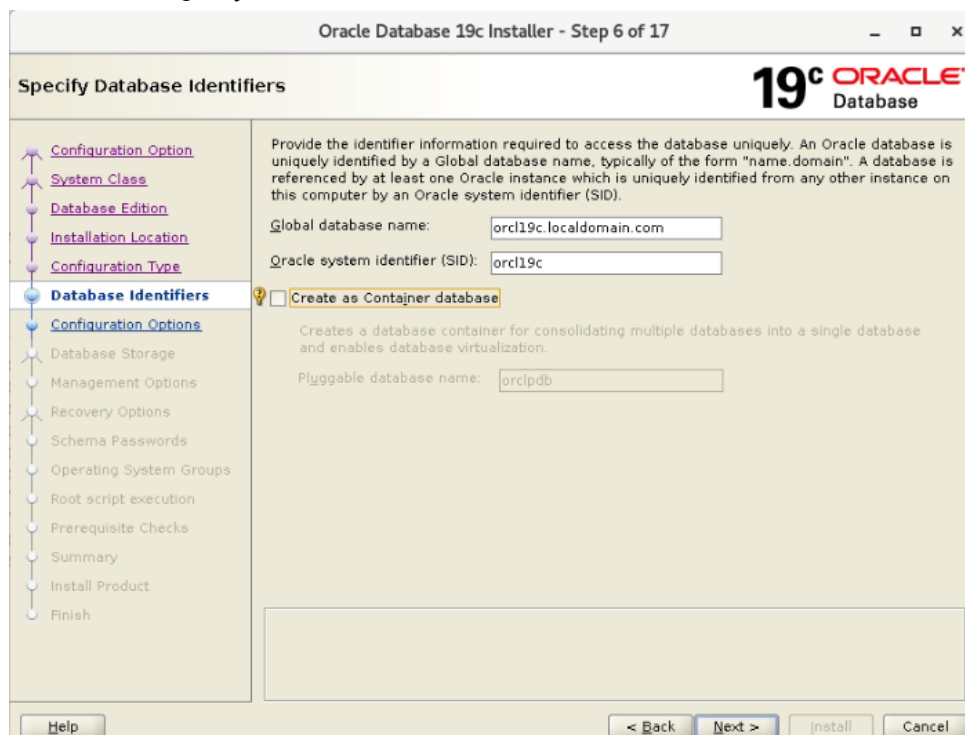 Oracle Database 19c Installer - Step 6 of 17
Specify Database Identifiers
19c ORACLE
Database
Configuration Option
System Class
Database Edition
Installation Location
Configuration Type
Database Identifiers
Configuration Options
Database Storage
Management Options
Recovery Options
Schema Passwords
Operating System Groups
Root script execution
Prerequisite Checks
Summary
Install Product
Finish
Provide the identifier information required to access the database uniquely. An Oracle database is
uniquely identified by a Global database name, typically of the form "name.domain". A database is
referenced by at least one Oracle instance which is uniquely identified from any other instance on
this computer by an Oracle system identifier (SID).
Global database name: orcl19c.localdomain.com
Oracle system identifier (SID): orcl19c
Create as Container database
Creates a database container for consolidating multiple databases into a single database
and enables database virtualization.
Pluggable database name: orclpdb
Help
< Back Next > Install Cancel